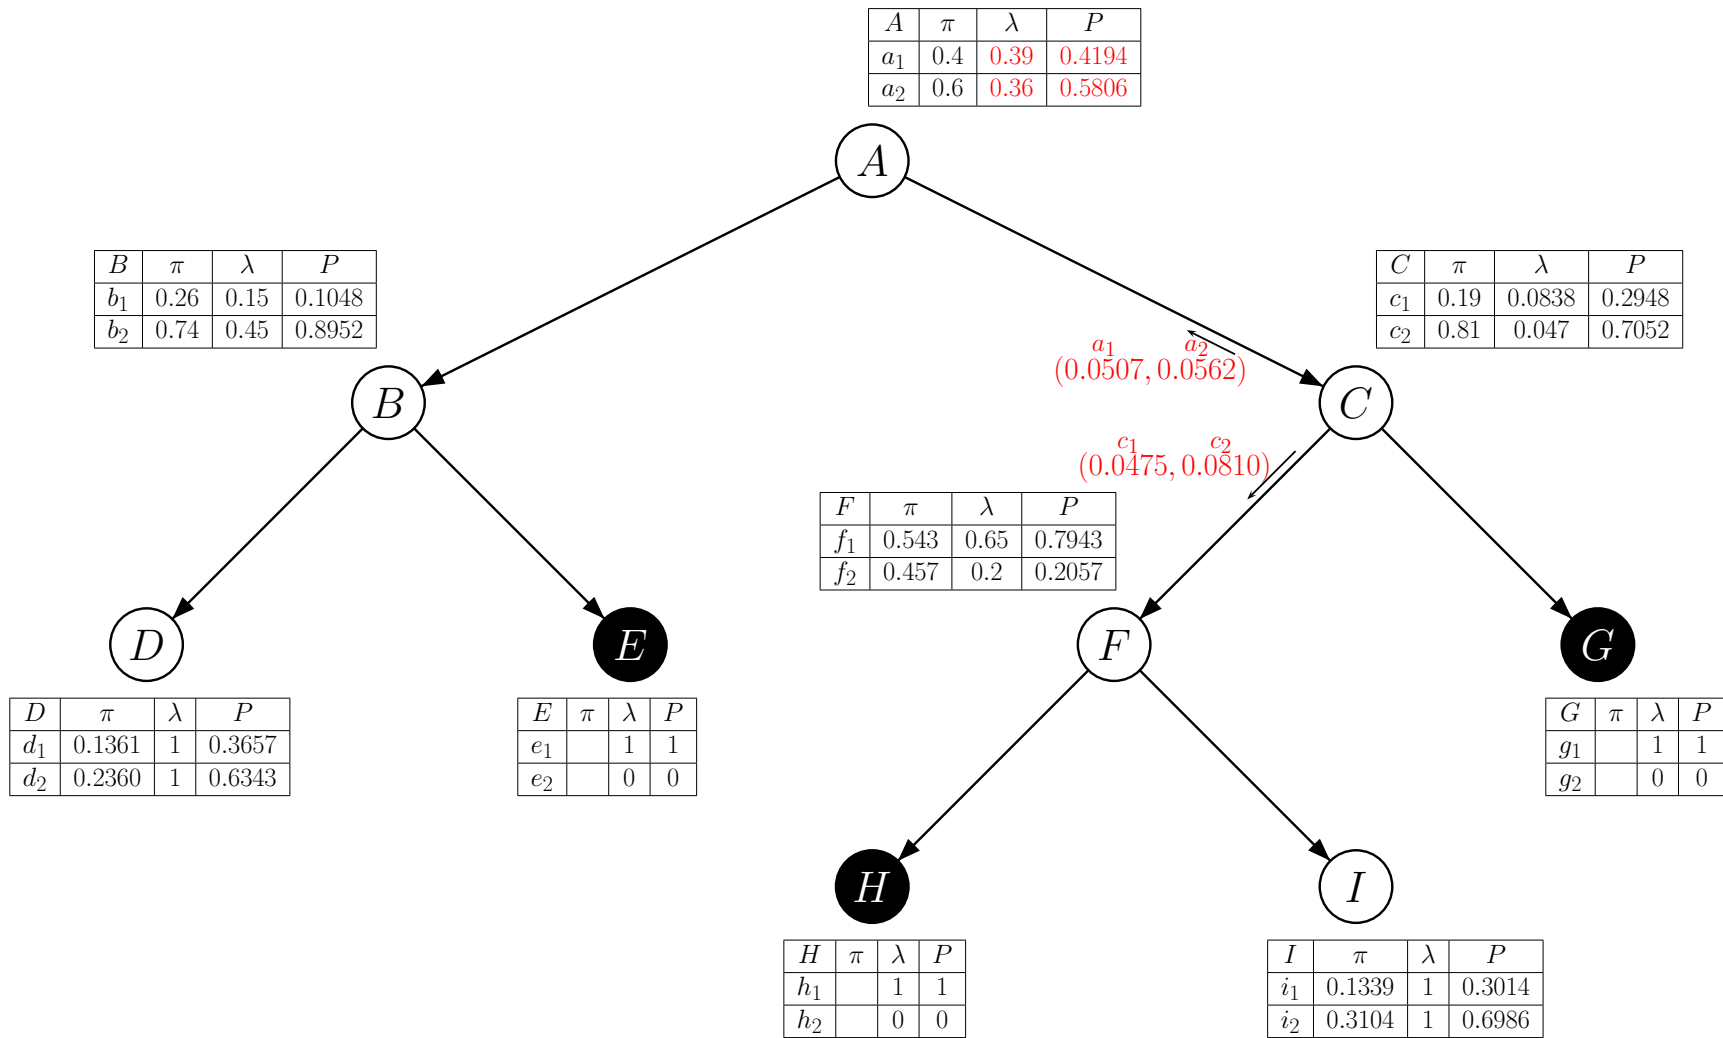 A π λ P
a₁ 0.4 0.39 0.4194
a₂ 0.6 0.36 0.5806
A
B π λ P
b₁ 0.26 0.15 0.1048
b₂ 0.74 0.45 0.8952
C π λ P
c₁ 0.19 0.0838 0.2948
c₂ 0.81 0.047 0.7052
a₁ a₂
(0.0507, 0.0562)
B
C
c₁ c₂
(0.0475, 0.0810)
F π λ P
f₁ 0.543 0.65 0.7943
f₂ 0.457 0.2 0.2057
D
E
F
G
D π λ P
d₁ 0.1361 1 0.3657
d₂ 0.2360 1 0.6343
E π λ P
e₁ 1 1
e₂ 0 0
G π λ P
g₁ 1 1
g₂ 0 0
H
I
H π λ P
h₁ 1 1
h₂ 0 0
I π λ P
i₁ 0.1339 1 0.3014
i₂ 0.3104 1 0.6986